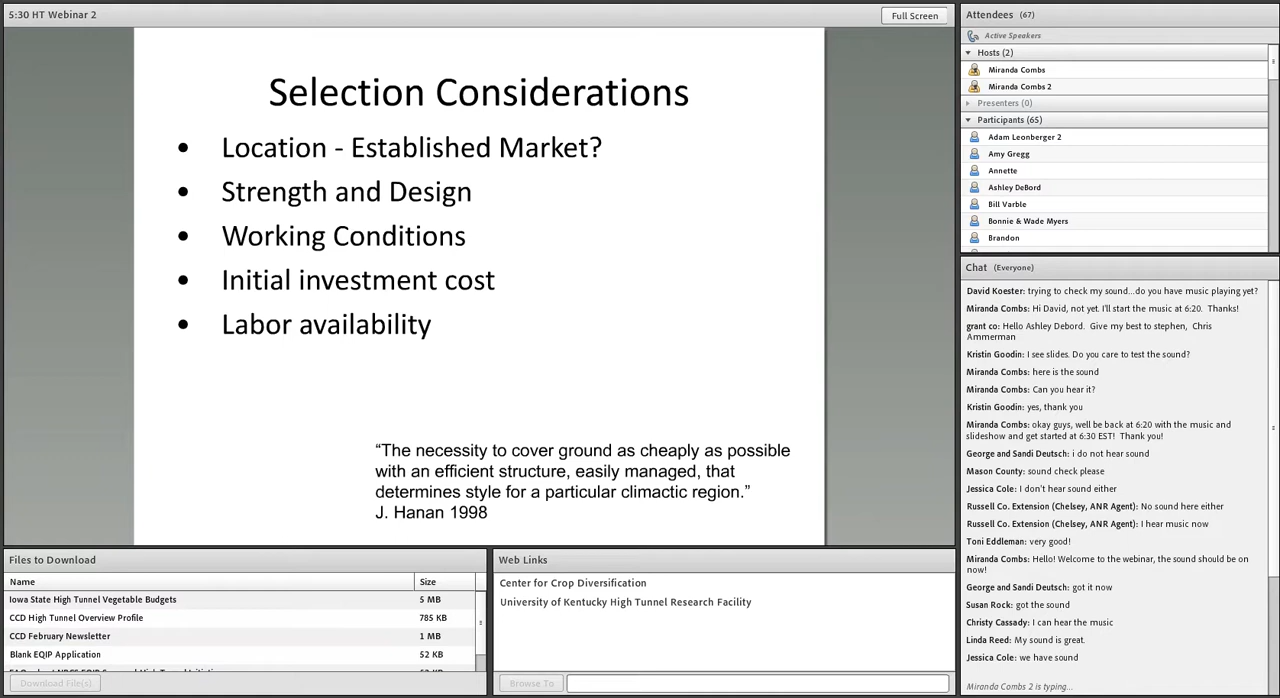 5:30 HT Webinar 2
Full Screen
Selection Considerations
• Location - Established Market?
• Strength and Design
• Working Conditions
• Initial investment cost
• Labor availability
“The necessity to cover ground as cheaply as possible
with an efficient structure, easily managed, that
determines style for a particular climactic region.”
J. Hanan 1998
Files to Download
Name Size
Iowa State High Tunnel Vegetable Budgets 5 MB
CCD High Tunnel Overview Profile 785 KB
CCD February Newsletter 1 MB
Blank EQIP Application 52 KB
Download File(s)
Web Links
Center for Crop Diversification
University of Kentucky High Tunnel Research Facility
Browse To
Attendees (67)
Active Speakers
Hosts (2)
Miranda Combs
Miranda Combs 2
Presenters (0)
Participants (65)
Adam Leonberger 2
Amy Gregg
Annette
Ashley DeBord
Bill Varble
Bonnie & Wade Myers
Brandon
Chat (Everyone)
David Koester: trying to check my sound...do you have music playing yet?
Miranda Combs: Hi David, not yet. I'll start the music at 6:20. Thanks!
grant co: Hello Ashley Debord. Give my best to stephen, Chris
Ammerman
Kristin Goodin: I see slides. Do you care to test the sound?
Miranda Combs: here is the sound
Miranda Combs: Can you hear it?
Kristin Goodin: yes, thank you
Miranda Combs: okay guys, well be back at 6:20 with the music and
slideshow and get started at 6:30 EST! Thank you!
George and Sandi Deutsch: i do not hear sound
Mason County: sound check please
Jessica Cole: I don't hear sound either
Russell Co. Extension (Chelsey, ANR Agent): No sound here either
Russell Co. Extension (Chelsey, ANR Agent): I hear music now
Toni Eddleman: very good!
Miranda Combs: Hello! Welcome to the webinar, the sound should be on
now!
George and Sandi Deutsch: got it now
Susan Rock: got the sound
Christy Cassady: I can hear the music
Linda Reed: My sound is great.
Jessica Cole: we have sound
Miranda Combs 2 is typing...